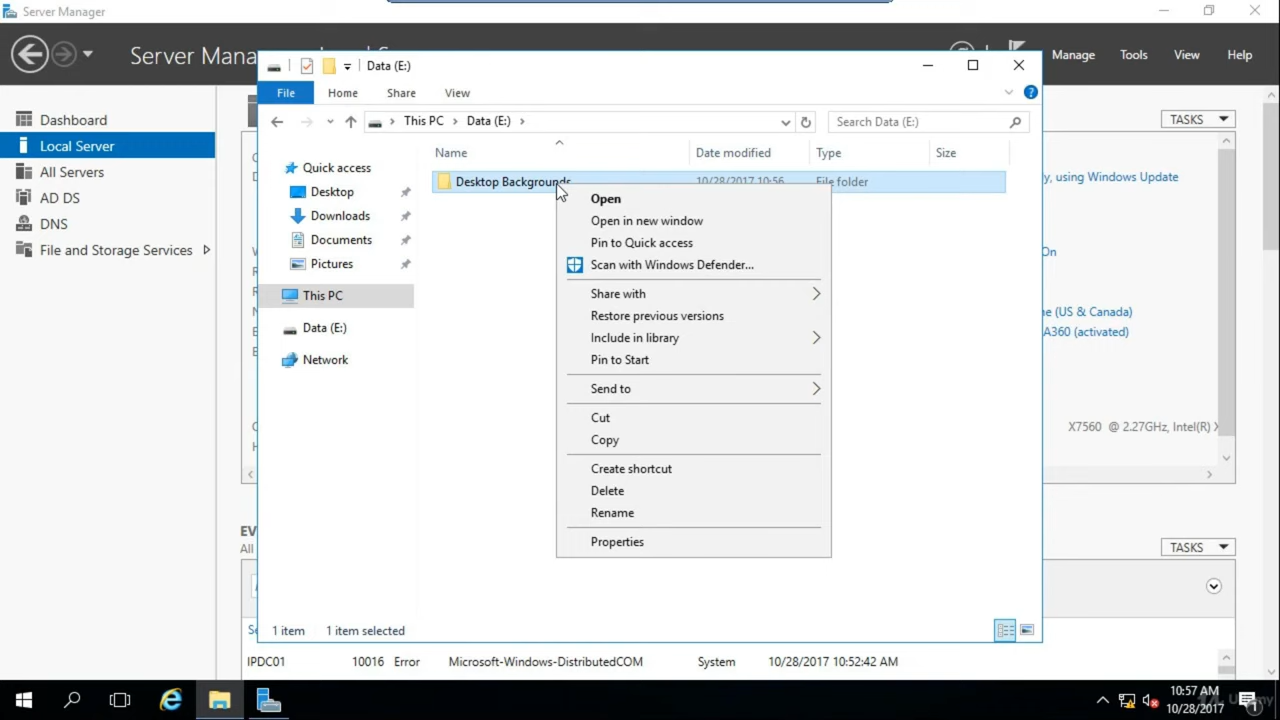 Server Manager
Server Mana
Manage
Tools
View
Help
Dashboard
Local Server
All Servers
AD DS
DNS
File and Storage Services
Data (E:)
File
Home
Share
View
This PC
Data (E:)
Search Data (E:)
Quick access
Desktop
Downloads
Documents
Pictures
This PC
Data (E:)
Network
Name
Date modified
Type
Size
Desktop Backgrounds
10/28/2017 10:56
File folder
Open
Open in new window
Pin to Quick access
Scan with Windows Defender...
Share with
Restore previous versions
Include in library
Pin to Start
Send to
Cut
Copy
Create shortcut
Delete
Rename
Properties
1 item
1 item selected
TASKS
y, using Windows Update
On
e (US & Canada)
A360 (activated)
X7560 @ 2.27GHz, Intel(R) X
EV
All
TASKS
IPDC01 10016 Error Microsoft-Windows-DistributedCOM System 10/28/2017 10:52:42 AM
10:57 AM
10/28/2017
1